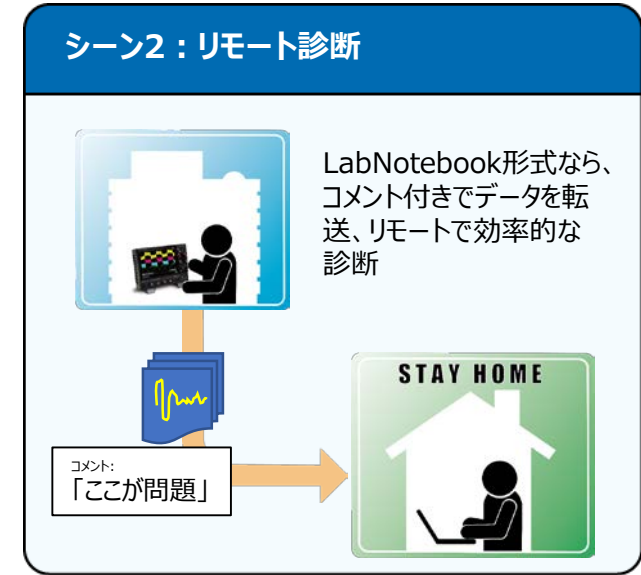 シーン2：リモート診断
LabNotebook形式なら、
コメント付きでデータを転
送、リモートで効率的な
診断
STAY HOME
コメント:
「ここが問題」